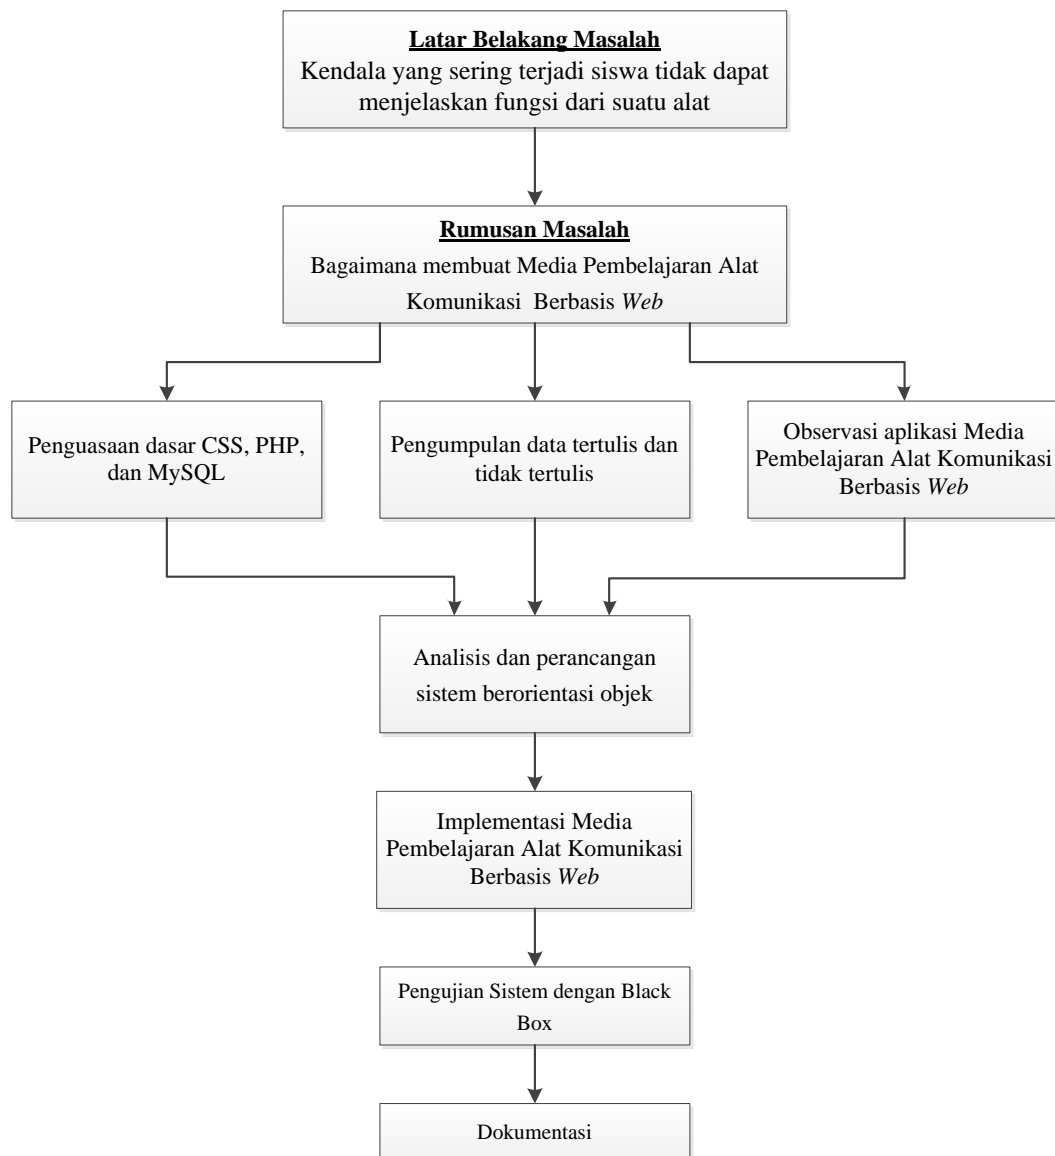 Latar Belakang Masalah
Kendala yang sering terjadi siswa tidak dapat
menjelaskan fungsi dari suatu alat
Rumusan Masalah
Bagaimana membuat Media Pembelajaran Alat
Komunikasi Berbasis Web
Penguasaan dasar CSS, PHP,
dan MySQL
Pengumpulan data tertulis dan
tidak tertulis
Observasi aplikasi Media
Pembelajaran Alat Komunikasi
Berbasis Web
Analisis dan perancangan
sistem berorientasi objek
Implementasi Media
Pembelajaran Alat Komunikasi
Berbasis Web
Pengujian Sistem dengan Black
Box
Dokumentasi